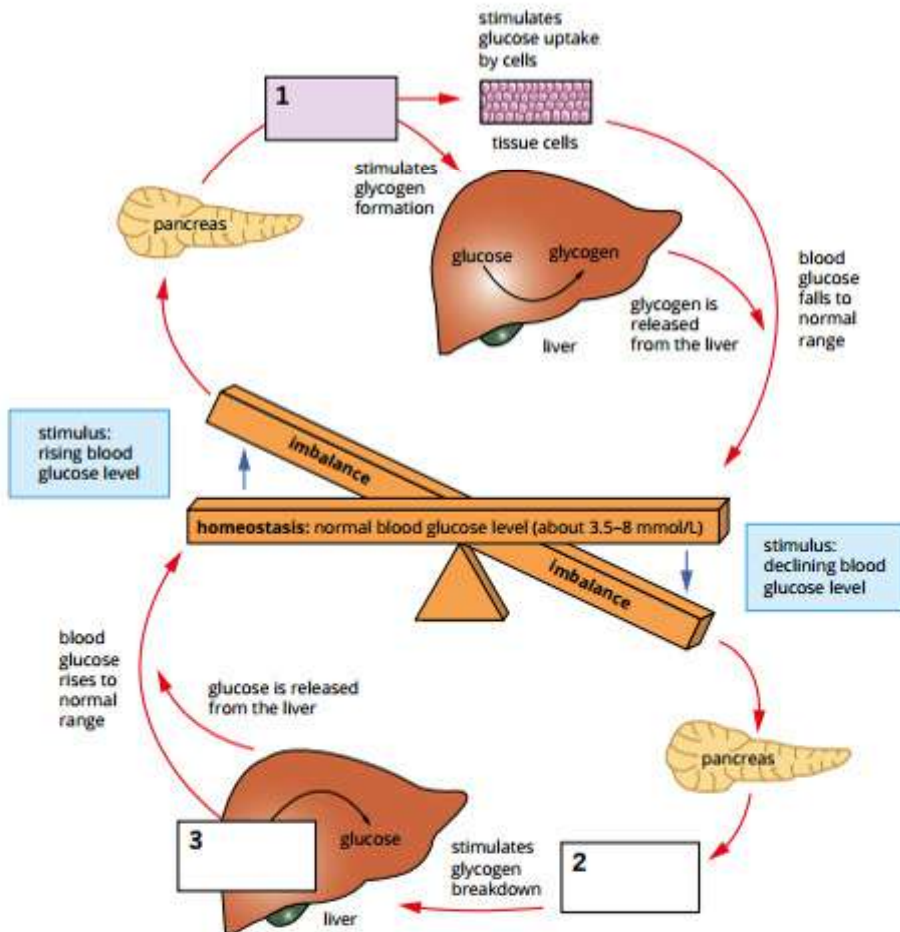 stimulates
glucose uptake
by cells
1
tissue cells
stimulates
glycogen
formation
pancreas
glucose
glycogen
blood
glucose
falls to
normal
range
glycogen is
released
from the liver
liver
stimulus:
rising blood
glucose level
imbalance
homeostasis: normal blood glucose level (about 3.5–8 mmol/L)
imbalance
stimulus:
declining blood
glucose level
blood
glucose
rises to
normal
range
glucose is released
from the liver
pancreas
3
glucose
stimulates
glycogen
breakdown
2
liver